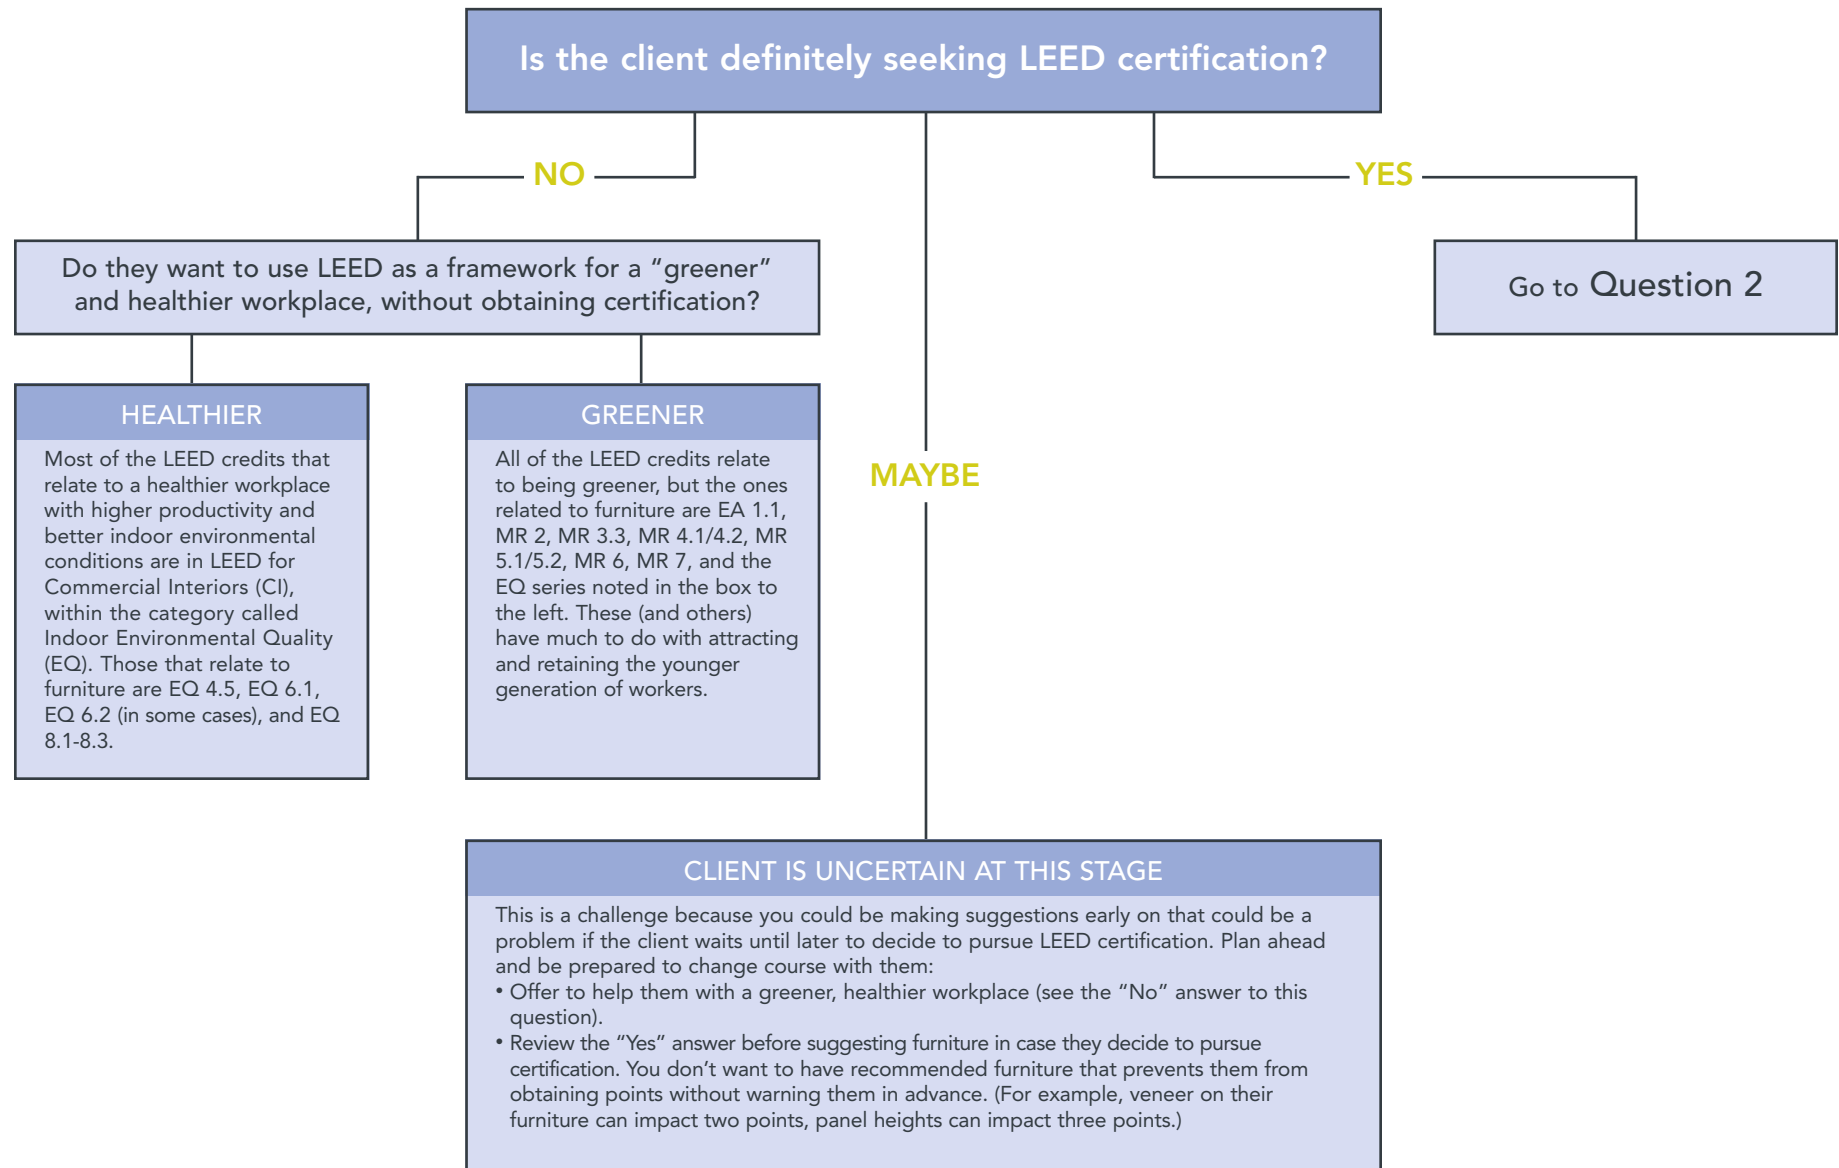 Is the client definitely seeking LEED certification?
NO
YES
Do they want to use LEED as a framework for a “greener”
and healthier workplace, without obtaining certification?
Go to Question 2
HEALTHIER
Most of the LEED credits that
relate to a healthier workplace
with higher productivity and
better indoor environmental
conditions are in LEED for
Commercial Interiors (CI),
within the category called
Indoor Environmental Quality
(EQ). Those that relate to
furniture are EQ 4.5, EQ 6.1,
EQ 6.2 (in some cases), and EQ
8.1-8.3.
GREENER
All of the LEED credits relate
to being greener, but the ones
related to furniture are EA 1.1,
MR 2, MR 3.3, MR 4.1/4.2, MR
5.1/5.2, MR 6, MR 7, and the
EQ series noted in the box to
the left. These (and others)
have much to do with attracting
and retaining the younger
generation of workers.
MAYBE
CLIENT IS UNCERTAIN AT THIS STAGE
This is a challenge because you could be making suggestions early on that could be a
problem if the client waits until later to decide to pursue LEED certification. Plan ahead
and be prepared to change course with them:
• Offer to help them with a greener, healthier workplace (see the “No” answer to this
question).
• Review the “Yes” answer before suggesting furniture in case they decide to pursue
certification. You don’t want to have recommended furniture that prevents them from
obtaining points without warning them in advance. (For example, veneer on their
furniture can impact two points, panel heights can impact three points.)